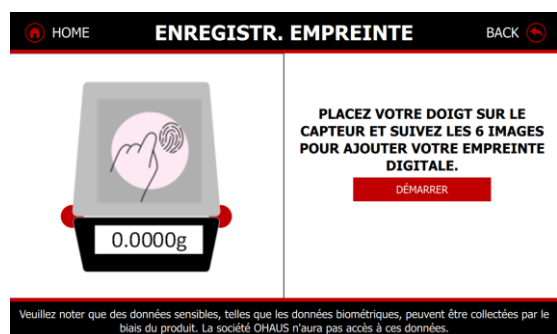 HOME
ENREGISTR. EMPREINTE
BACK
PLACEZ VOTRE DOIGT SUR LE
CAPTEUR ET SUIVEZ LES 6 IMAGES
POUR AJOUTER VOTRE EMPREINTE
DIGITALE.
DÉMARRER
0.0000g
Veuillez noter que des données sensibles, telles que les données biométriques, peuvent être collectées par le
biais du produit. La société OHAUS n'aura pas accès à ces données.